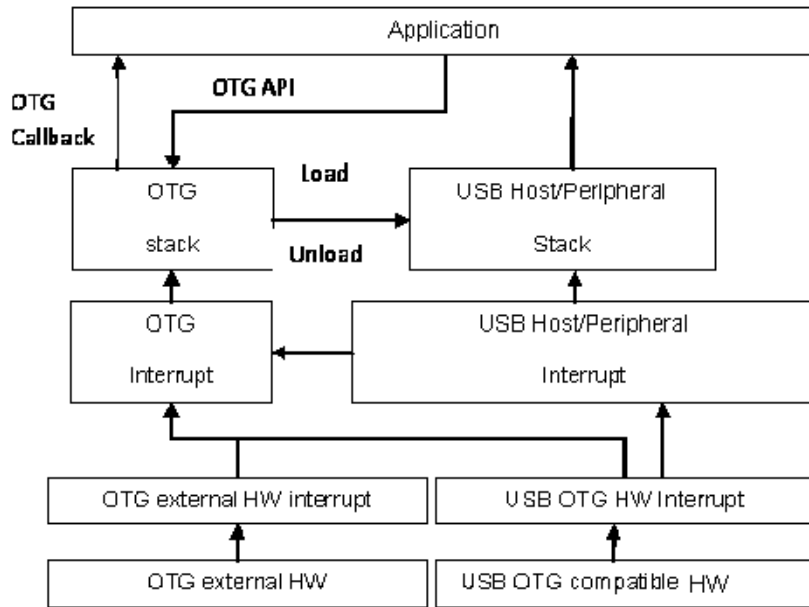 Application
OTG API
OTG
Callback
Load
Unload
OTG
stack
USB Host/Peripheral
Stack
OTG
Interrupt
USB Host/Peripheral
Interrupt
OTG external HW interrupt
USB OTG HW Interrupt
OTG external HW
USB OTG compatible HW